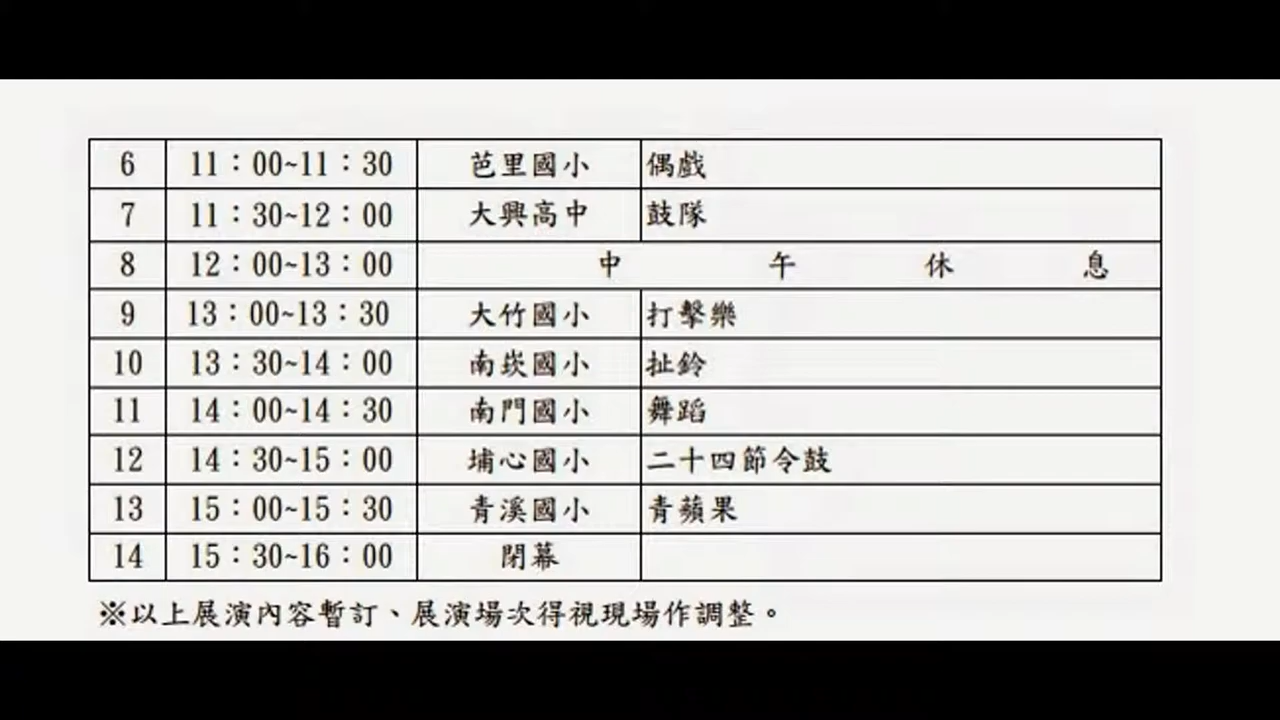 6 11：00~11：30 芭里國小 偶戲
7 11：30~12：00 大興高中 鼓隊
8 12：00~13：00 中 午 休 息
9 13：00~13：30 大竹國小 打擊樂
10 13：30~14：00 南崁國小 扯鈴
11 14：00~14：30 南門國小 舞蹈
12 14：30~15：00 埔心國小 二十四節令鼓
13 15：00~15：30 青溪國小 青蘋果
14 15：30~16：00 閉幕
※以上展演內容暫訂、展演場次得視現場作調整。